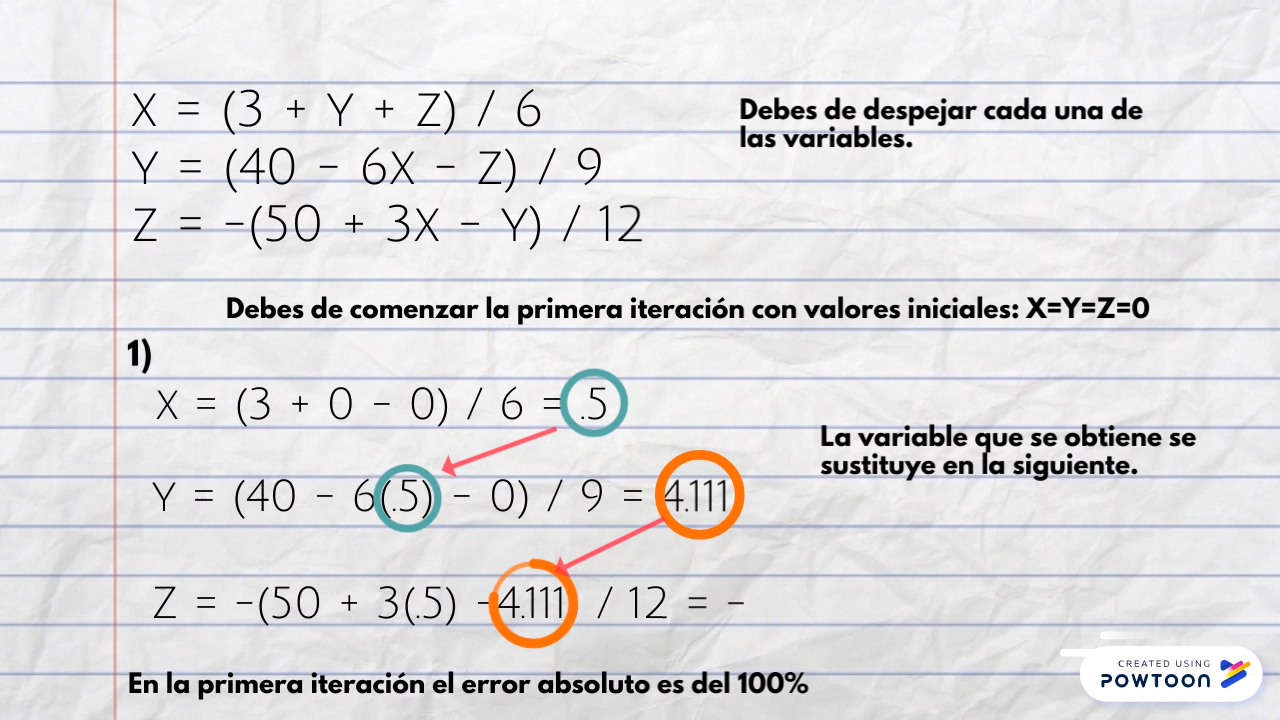 X = (3 + Y + Z) / 6
Debes de despejar cada una de
las variables.
Y = (40 - 6X - Z) / 9
Z = -(50 + 3X - Y) / 12
Debes de comenzar la primera iteración con valores iniciales: X=Y=Z=0
1)
X = (3 + 0 - 0) / 6 = .5
La variable que se obtiene se
sustituye en la siguiente.
Y = (40 - 6(.5) - 0) / 9 = 4.111
Z = -(50 + 3(.5) -4.111 / 12 = -
En la primera iteración el error absoluto es del 100%
CREATED USING
POWTOON